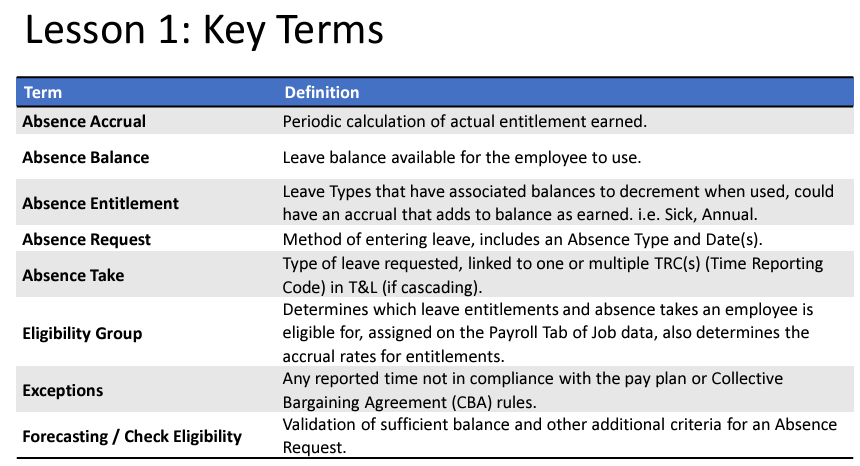 Lesson 1: Key Terms
Term Definition
Absence Accrual Periodic calculation of actual entitlement earned.
Absence Balance Leave balance available for the employee to use.
Absence Entitlement Leave Types that have associated balances to decrement when used, could
have an accrual that adds to balance as earned. i.e. Sick, Annual.
Absence Request Method of entering leave, includes an Absence Type and Date(s).
Absence Take Type of leave requested, linked to one or multiple TRC(s) (Time Reporting
Code) in T&L (if cascading).
Eligibility Group Determines which leave entitlements and absence takes an employee is
eligible for, assigned on the Payroll Tab of Job data, also determines the
accrual rates for entitlements.
Exceptions Any reported time not in compliance with the pay plan or Collective
Bargaining Agreement (CBA) rules.
Forecasting / Check Eligibility Validation of sufficient balance and other additional criteria for an Absence
Request.